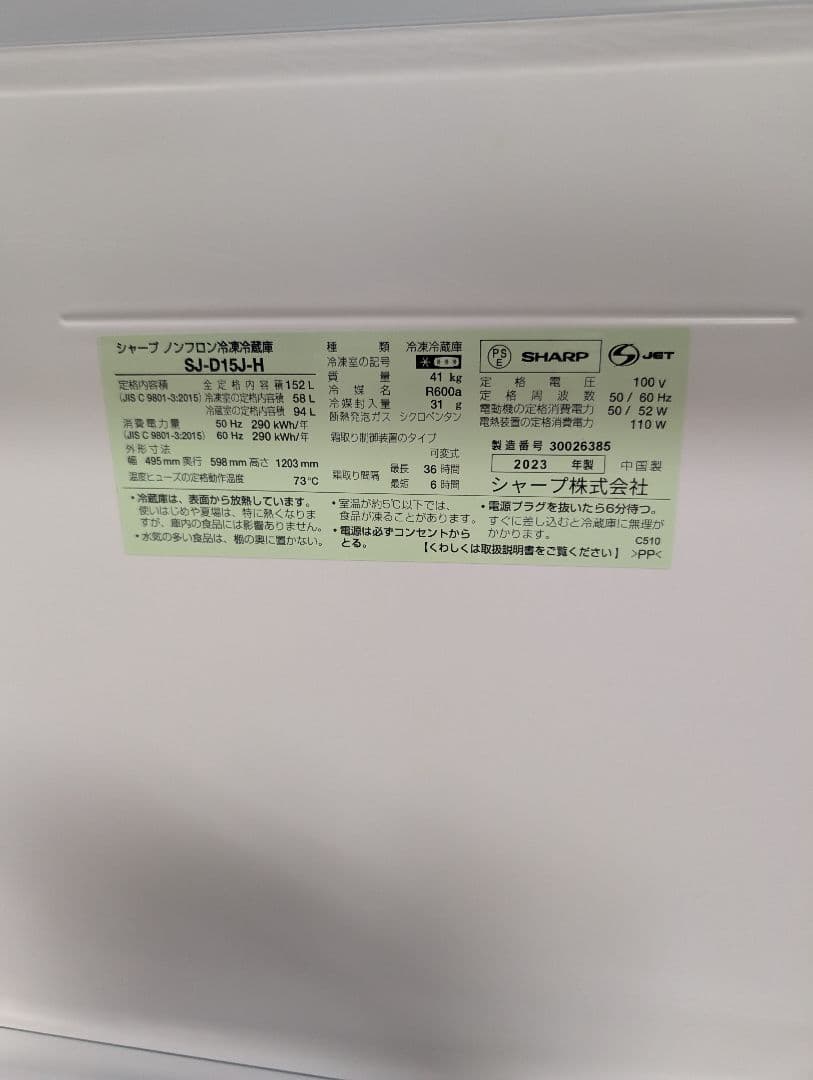 シャープ ノンフロン冷凍冷蔵庫
SJ-D15J-H
定格内容積 全定格内容積 152 L
(JIS C 9801-3:2015) 冷凍室の定格内容積 58 L
冷蔵室の定格内容積 94 L
消費電力量 50 Hz 290 kWh/年
(JIS C 9801-3:2015) 60 Hz 290 kWh/年
外形寸法
幅 495 mm 奥行 598 mm 高さ 1203 mm
温度ヒューズの定格動作温度 73℃
種類 冷凍冷蔵庫
冷凍室の記号
質量 41 kg
冷媒名 R600a
冷媒封入量 31 g
断熱発泡ガス シクロペンタン
霜取り制御装置のタイプ
可変式
霜取り間隔 最長 36 時間
最短 6 時間
PS E SHARP JET
定格電圧 100 V
定格周波数 50 / 60 Hz
電動機の定格消費電力 50 / 52 W
電熱装置の定格消費電力 110 W
製造番号 30026385
2023 年製 中国製
シャープ株式会社
・冷蔵庫は、表面から放熱しています。
使いはじめや夏場は、特に熱くなりま
すが、庫内の食品には影響ありません。
・水気の多い食品は、棚の奥に置かない。
・室温が約5℃以下では、
食品が凍ることがあります。
・電源は必ずコンセントから
とる。
・電源プラグを抜いたら6分待つ。
すぐに差し込むと冷蔵庫に無理が
かかります。
C510
【くわしくは取扱説明書をご覧ください】 >PP<